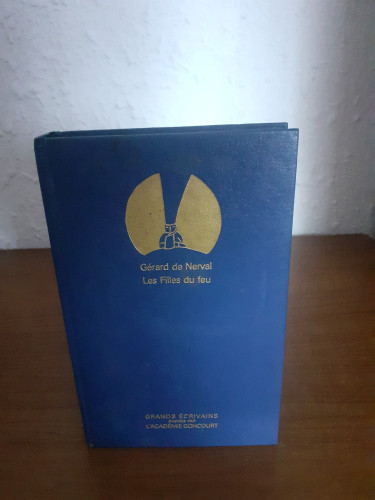 Gérard de Nerval
Les Filles du feu
GRANDS ÉCRIVAINS
L'ACADÉMIE GONCOURT